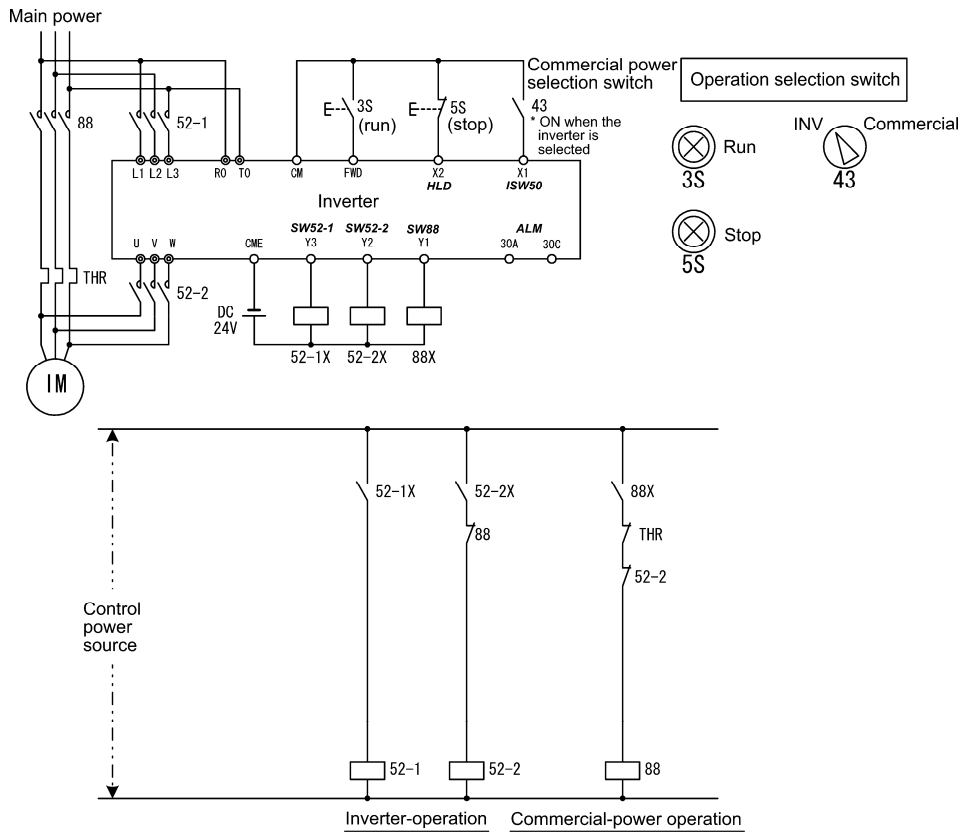 Main power
88
52-1
Commercial power
selection switch
3S
(run)
5S
(stop)
43
* ON when the
inverter is
selected
Operation selection switch
Run
3S
INV
Commercial
43
Stop
5S
L1 L2 L3
R0 T0
CM
FWD
X2
HLD
X1
ISW50
Inverter
U V W
CME
SW52-1
Y3
SW52-2
Y2
SW88
Y1
ALM
30A
30C
THR
52-2
DC
24V
52-1X
52-2X
88X
IM
52-1X
52-2X
88X
88
THR
52-2
Control
power
source
52-1
52-2
88
Inverter-operation
Commercial-power operation